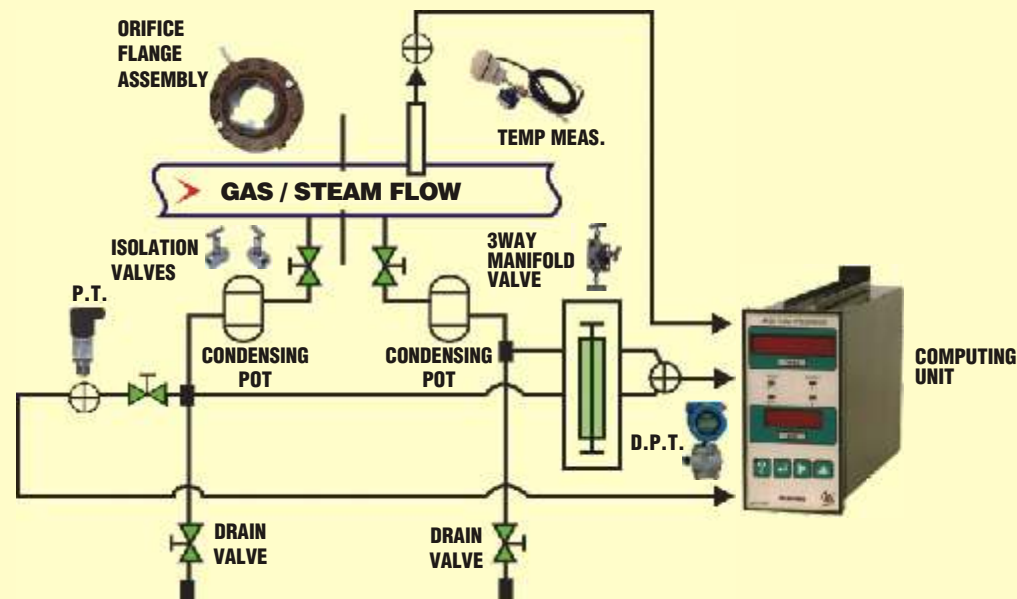 ORIFICE
FLANGE
ASSEMBLY
TEMP MEAS.
GAS / STEAM FLOW
ISOLATION
VALVES
3WAY
MANIFOLD
VALVE
P.T.
CONDENSING
POT
CONDENSING
POT
COMPUTING
UNIT
D.P.T.
DRAIN
VALVE
DRAIN
VALVE